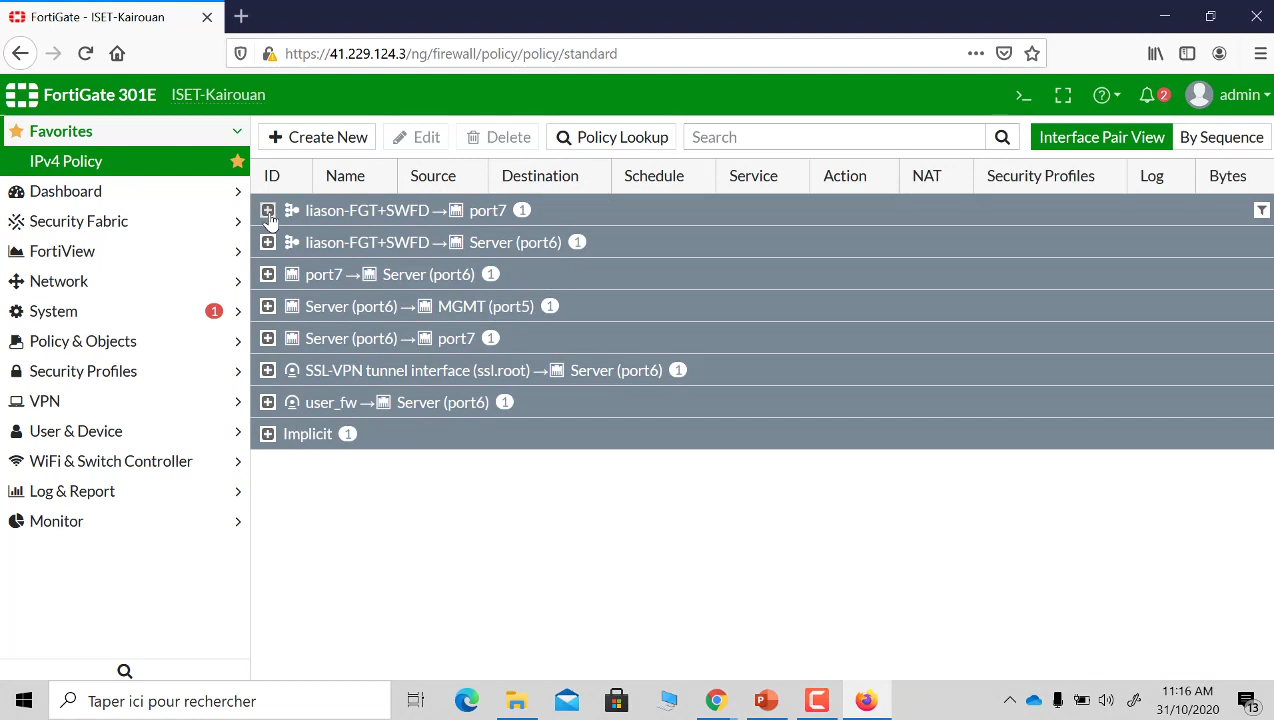 FortiGate - ISET-Kairouan
https://41.229.124.3/ng/firewall/policy/policy/standard
FortiGate 301E ISET-Kairouan
>_ 2 admin
Favorites
IPv4 Policy
Dashboard
Security Fabric
FortiView
Network
System 1
Policy & Objects
Security Profiles
VPN
User & Device
WiFi & Switch Controller
Log & Report
Monitor
+ Create New Edit Delete Policy Lookup Search Interface Pair View By Sequence
ID Name Source Destination Schedule Service Action NAT Security Profiles Log Bytes
liason-FGT+SWFD → port7 1
liason-FGT+SWFD → Server (port6) 1
port7 → Server (port6) 1
Server (port6) → MGMT (port5) 1
Server (port6) → port7 1
SSL-VPN tunnel interface (ssl.root) → Server (port6) 1
user_fw → Server (port6) 1
Implicit 1
Taper ici pour rechercher
11:16 AM
31/10/2020
13